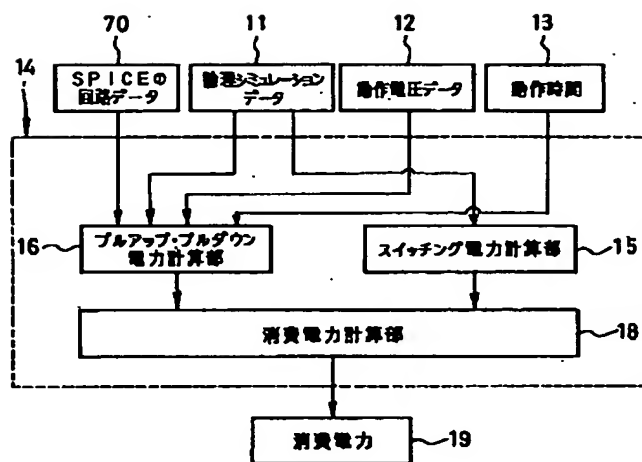 70 11 12 13
14
SPICEの
回路データ
論理シミュレーション
データ
動作電圧データ
動作時間
16
プルアップ・プルダウン
電力計算部
スイッチング電力計算部
15
消費電力計算部
18
消費電力
19